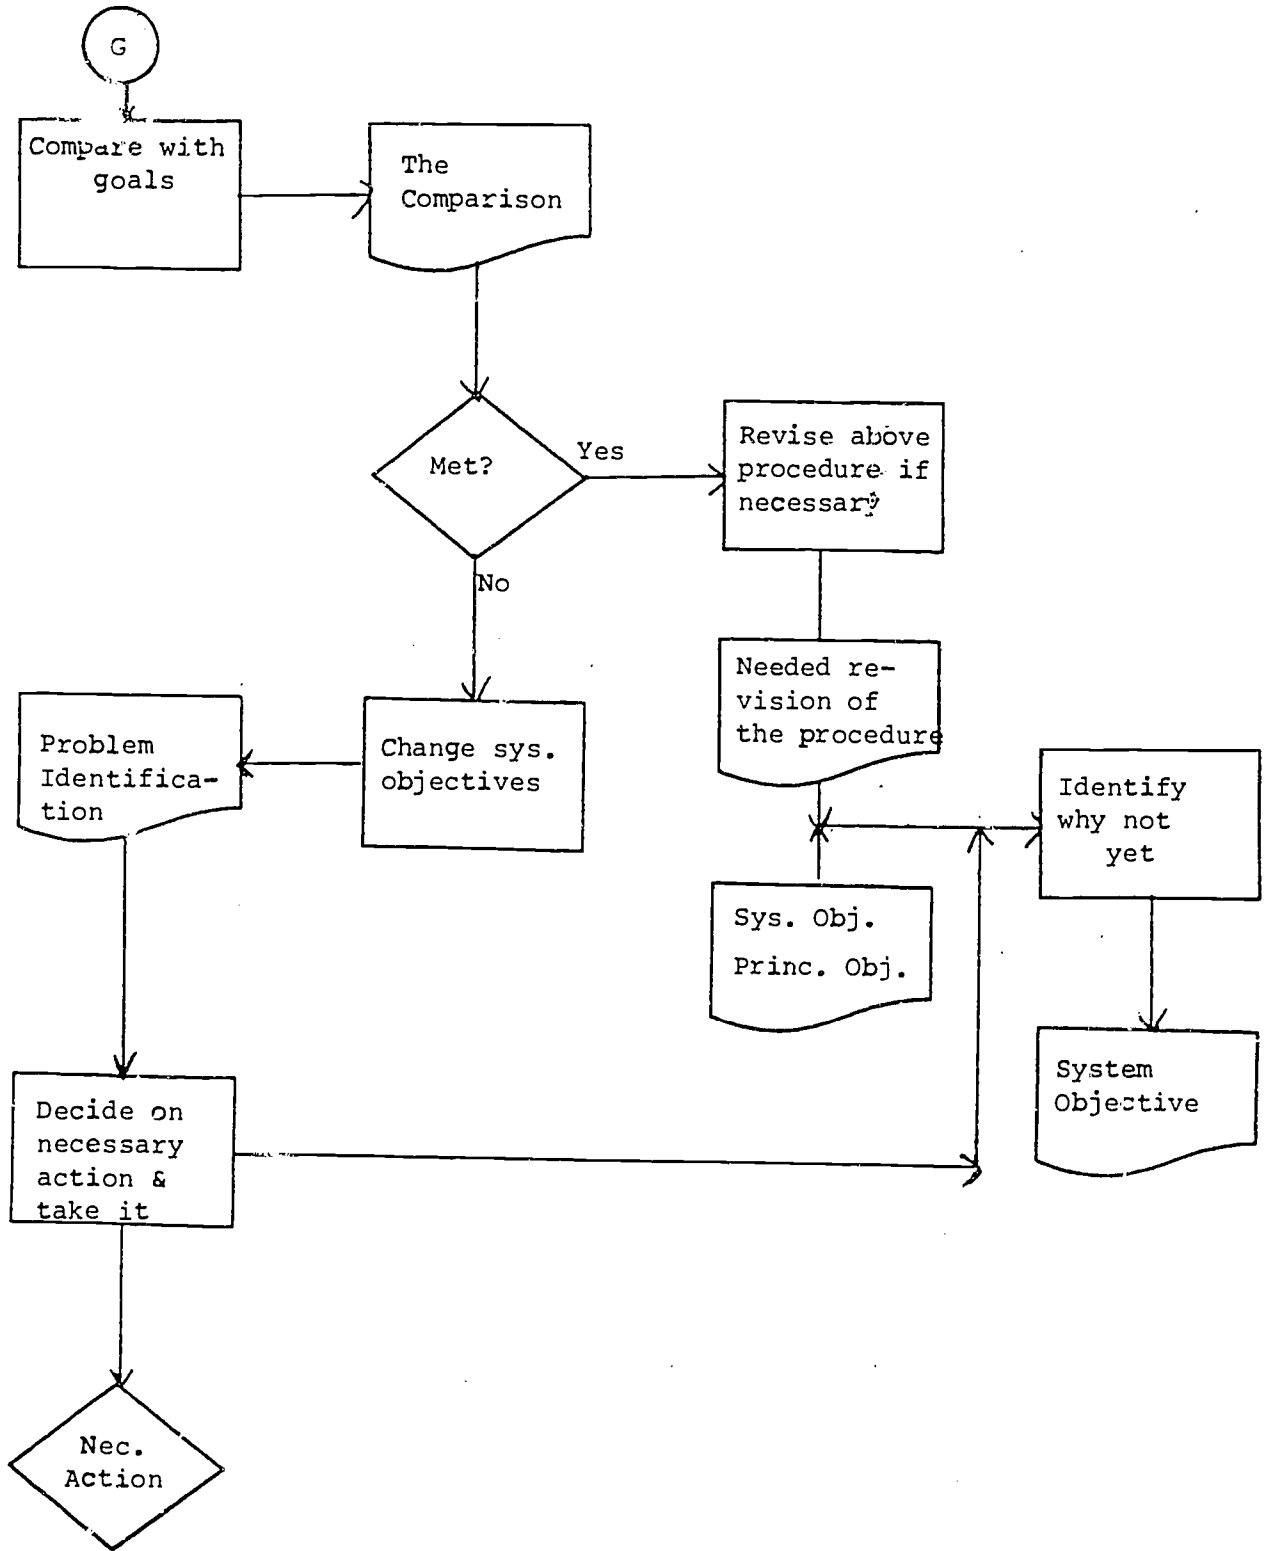 G
Compare with
goals
The
Comparison
Met?
Yes
No
Revise above
procedure if
necessary
Needed re-
vision of
the procedure
Problem
Identifica-
tion
Change sys.
objectives
Identify
why not
yet
Sys. Obj.
Princ. Obj.
System
Objective
Decide on
necessary
action &
take it
Nec.
Action